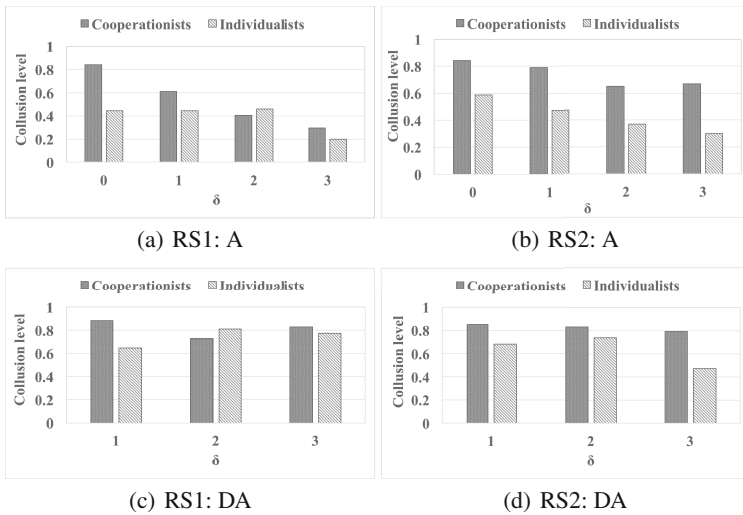 Cooperationists Individualists
1
0.8
0.6
0.4
0.2
0
Collusion level
0 1 2 3
δ
(a) RS1: A
Cooperationists Individualists
1
0.8
0.6
0.4
0.2
0
Collusion level
0 1 2 3
δ
(b) RS2: A
Cooperationists Individualists
1
0.8
0.6
0.4
0.2
0
Collusion level
1 2 3
δ
(c) RS1: DA
Cooperationists Individualists
1
0.8
0.6
0.4
0.2
0
Collusion level
1 2 3
δ
(d) RS2: DA